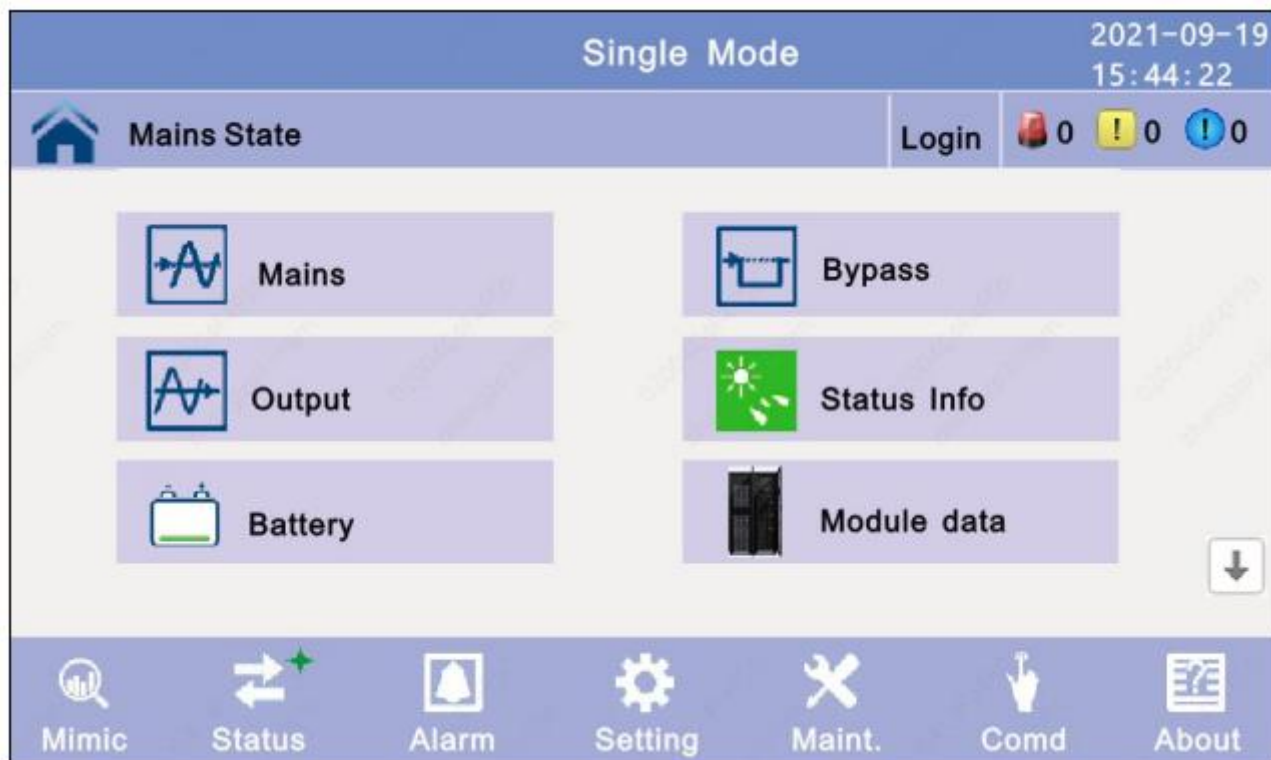 Single Mode
2021-09-19
15:44:22
Mains State
Login
0
! 0
! 0
Mains
Bypass
Output
Status Info
Battery
Module data
Mimic
Status
Alarm
Setting
Maint.
Comd
About